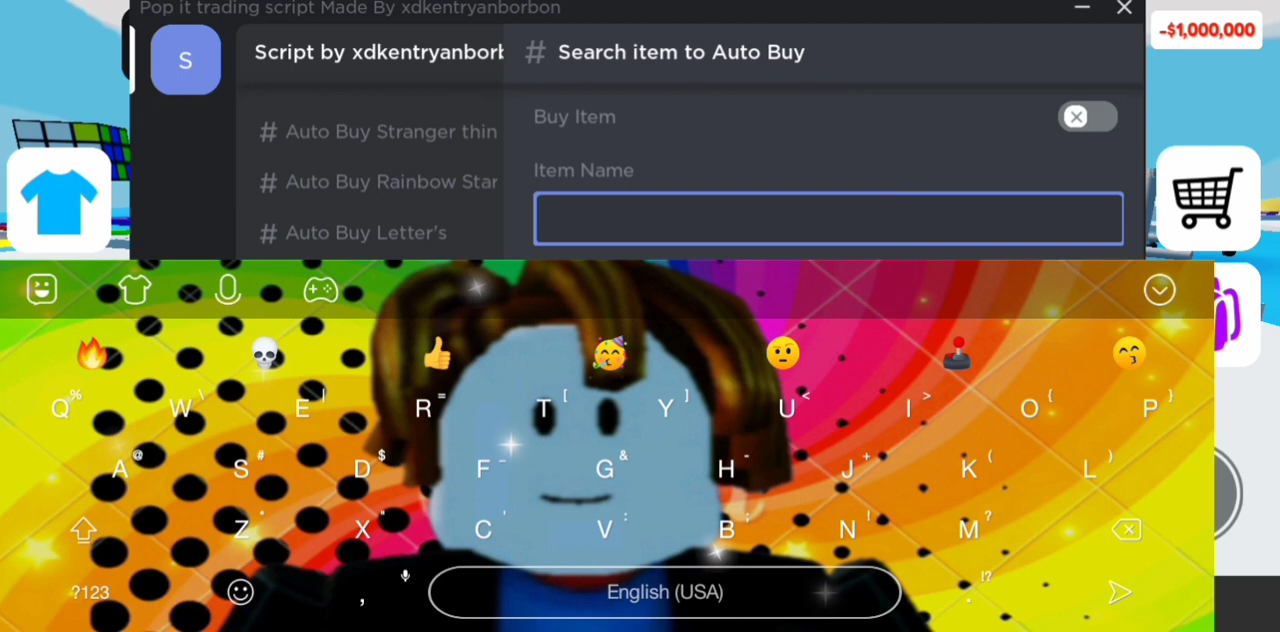 Pop it trading script Made By xdkentryanborbon
-$1,000,000
S
Script by xdkentryanbor
# Search item to Auto Buy
Buy Item
# Auto Buy Stranger thin
Item Name
# Auto Buy Rainbow Star
# Auto Buy Letter's
Q % W \ E | R = T [ Y ] U < I > O { P }
A @ S # D $ F _ G & H - J + K ( L )
Z * X " C ' V : B ; N ! M ?
?123 , English (USA) . !?